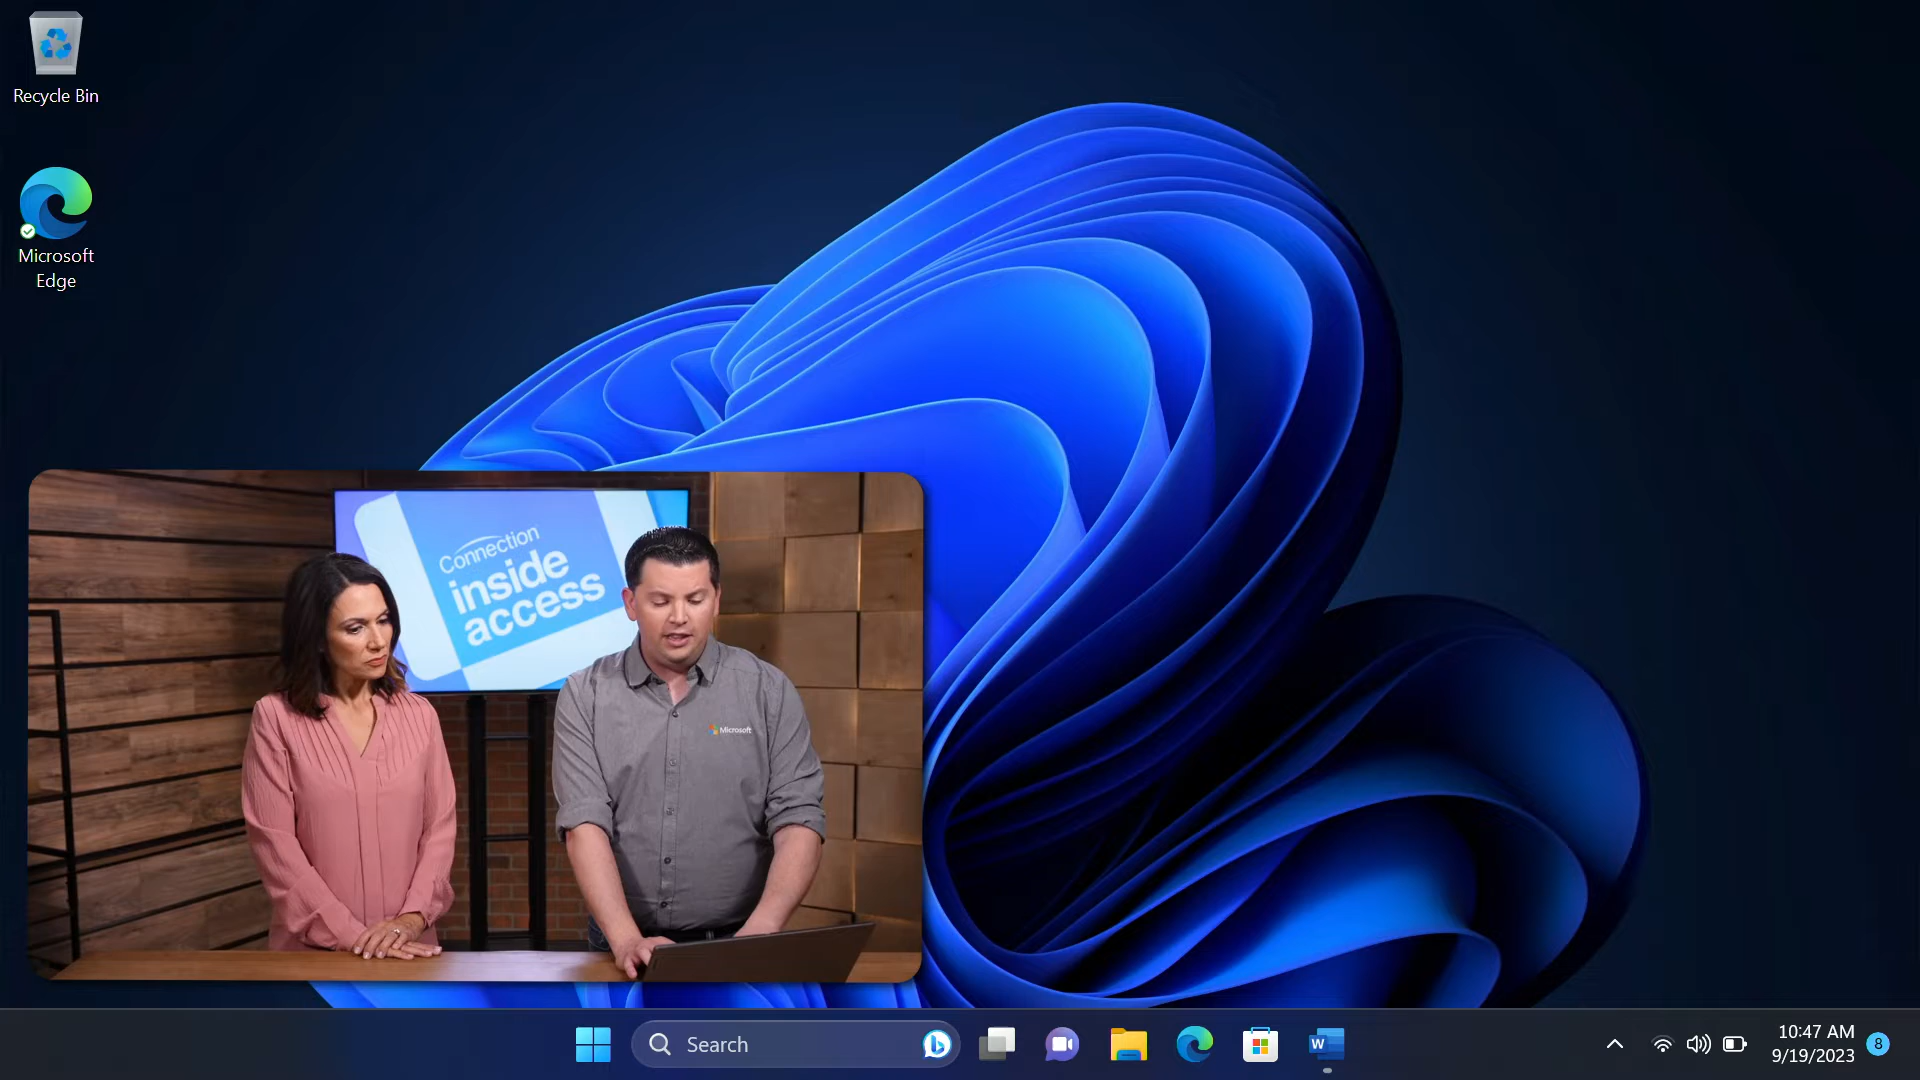 Recycle Bin
Microsoft
Edge
Connection
inside
access
Microsoft
Search
W
10:47 AM
9/19/2023
8